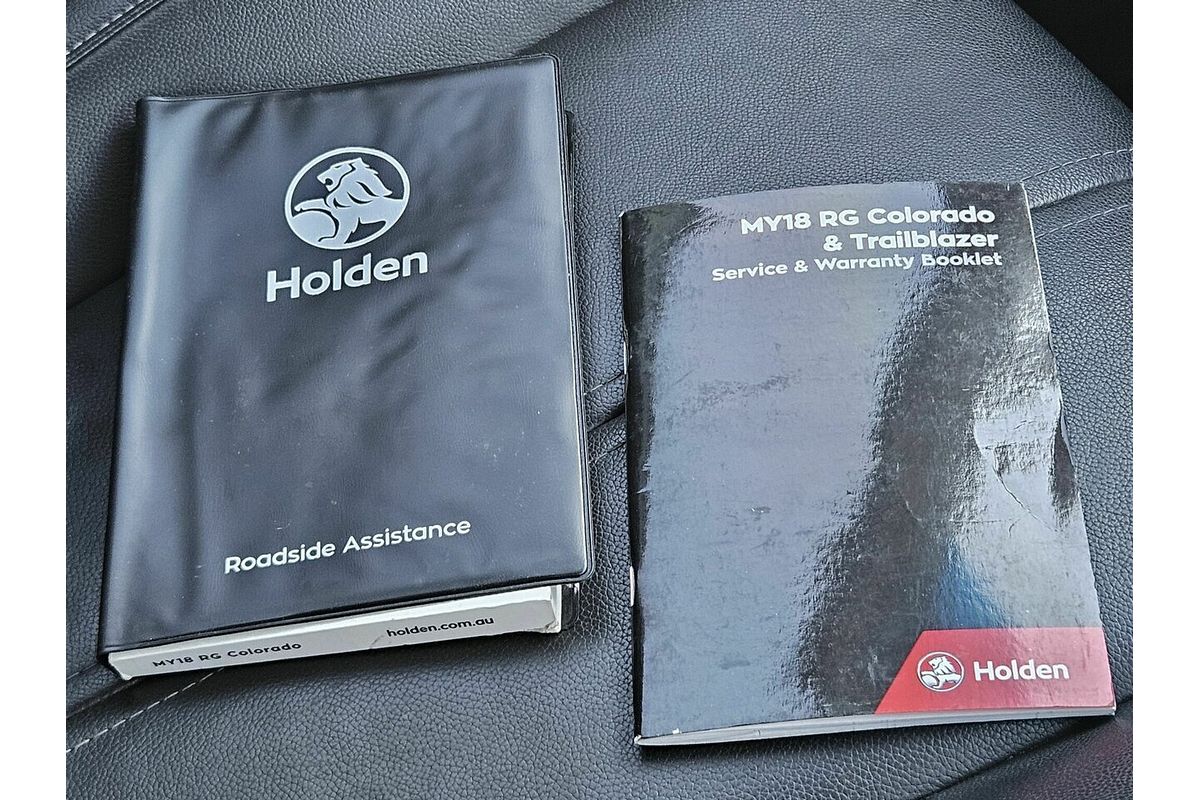 Holden
Roadside Assistance
MY18 RG Colorado
holden.com.au
MY18 RG Colorado
& Trailblazer
Service & Warranty Booklet
Holden